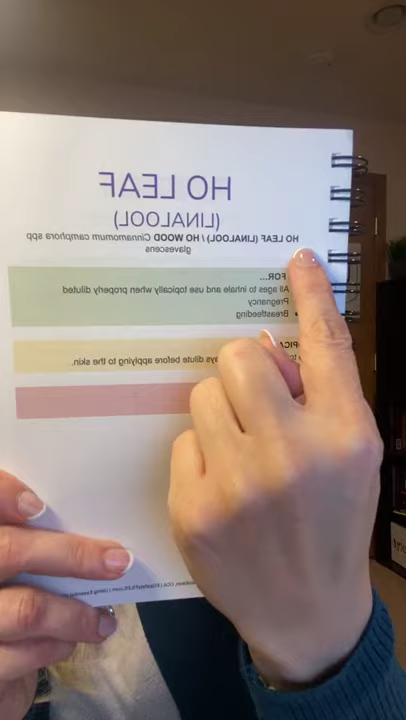 HO LEAF
(LINALOOL)
HO LEAF (LINALOOL) / HO WOOD Cinnamomum camphora spp
glavescens
FOR...
All ages to inhale and use topically when properly diluted
Pregnancy
• Breastfeeding
dilute before applying to the skin.